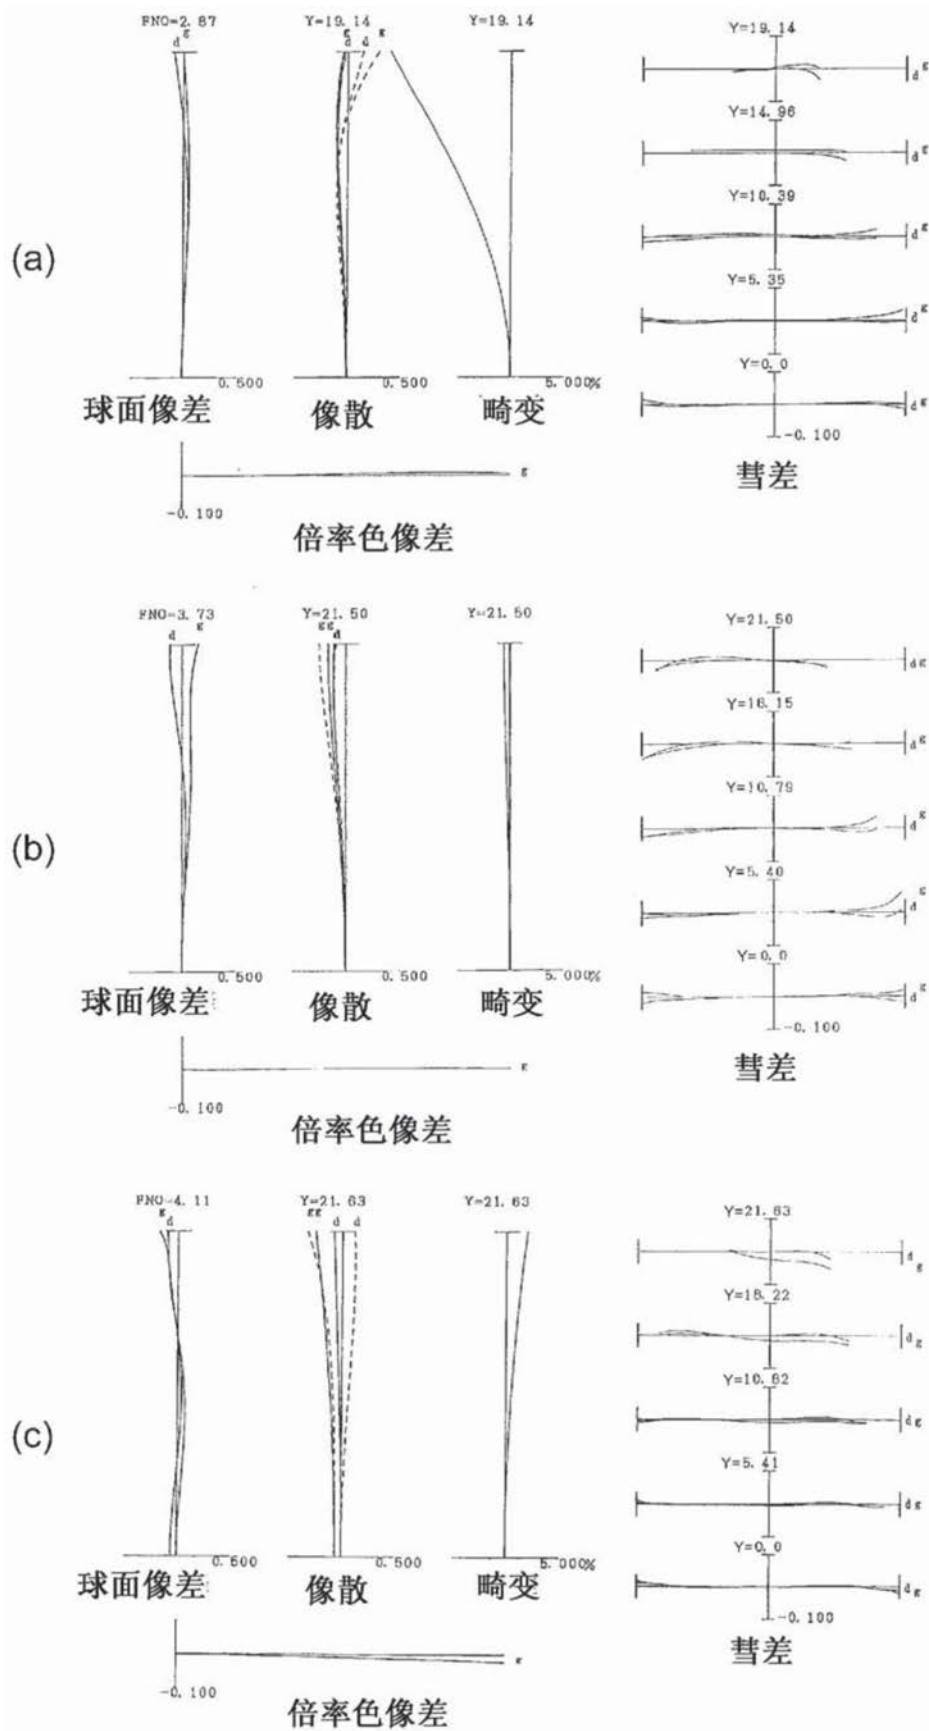 (a)
FNO=2.87
d g
Y=19.14
g
d d g
Y=19.14
0.500
球面像差
0.500
像散
5.000%
畸变
-0.100
g
倍率色像差
Y=19.14
d g
Y=14.96
d g
Y=10.39
d g
Y=5.35
d g
Y=0.0
d g
-0.100
彗差
(b)
FNO=3.73
d g
Y=21.50
g g d
Y=21.50
0.500
球面像差
0.500
像散
5.000%
畸变
-0.100
g
倍率色像差
Y=21.50
d g
Y=16.15
d g
Y=10.79
d g
Y=5.40
d g
Y=0.0
d g
-0.100
彗差
(c)
FNO=4.11
g d
Y=21.63
g g d d
Y=21.63
0.500
球面像差
0.500
像散
5.000%
畸变
-0.100
g
倍率色像差
Y=21.63
d g
Y=18.22
d g
Y=10.82
d g
Y=5.41
d g
Y=0.0
d g
-0.100
彗差